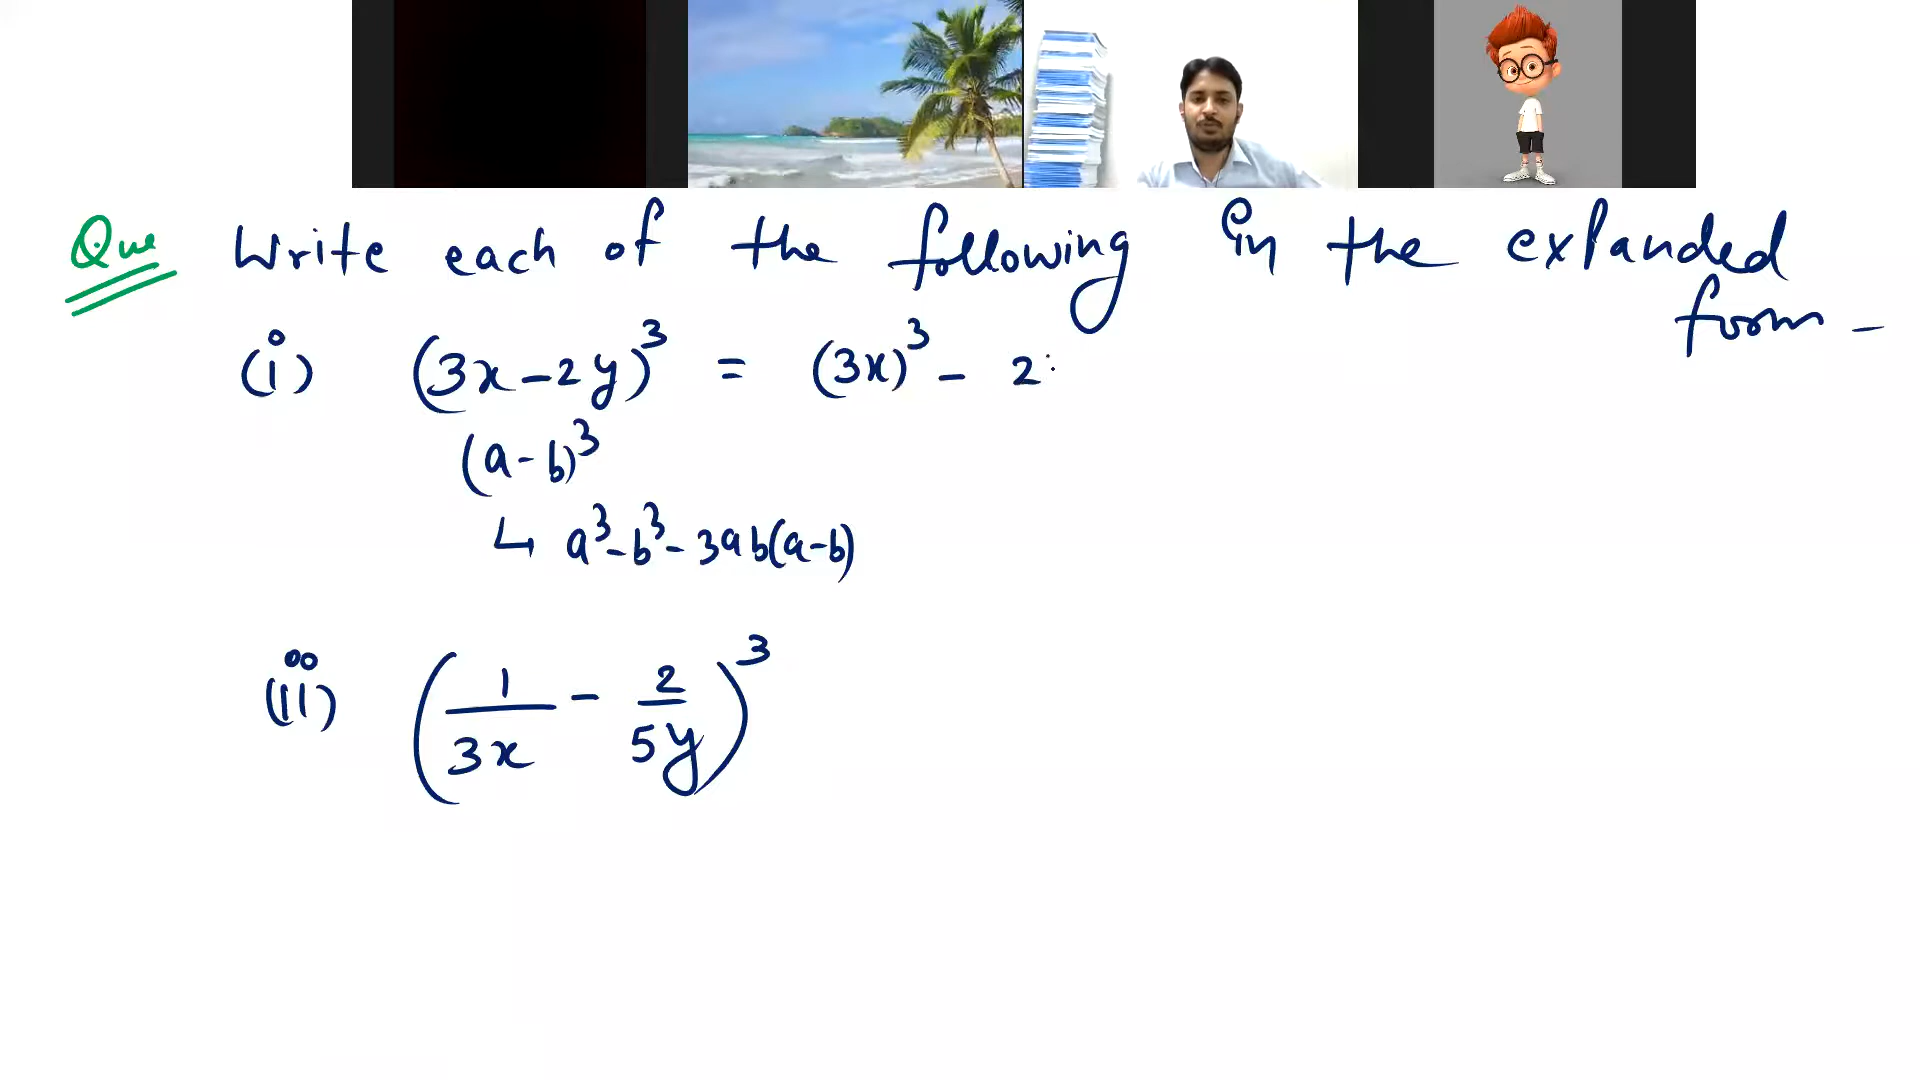 Que Write each of the following in the expanded
form -
(i) (3x-2y)³ = (3x)³ - 2
(a-b)³
↳ a³-b³-3ab(a-b)
(ii) (1/3x - 2/5y)³